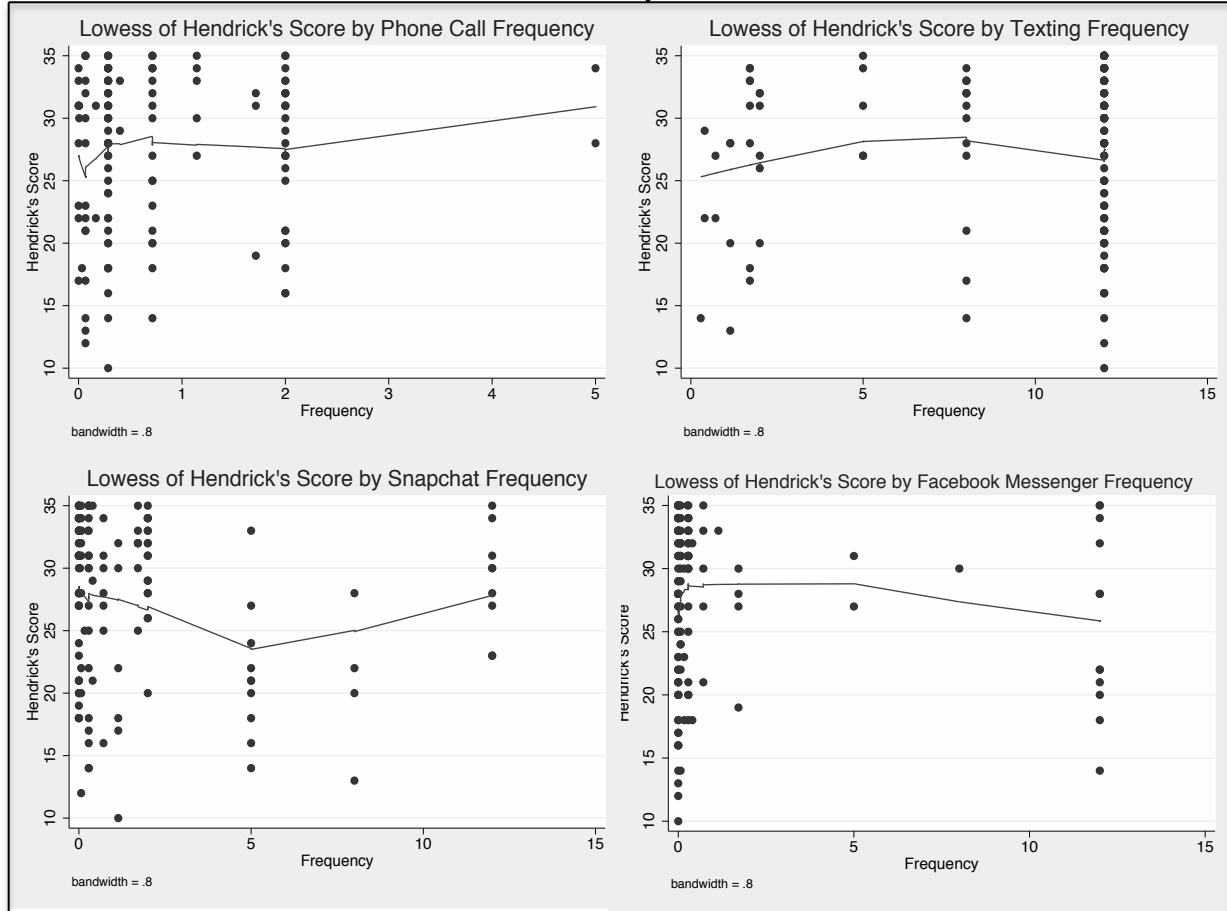 Lowess of Hendrick's Score by Phone Call Frequency
Hendrick's Score
35
30
25
20
15
10
0 1 2 3 4 5
Frequency
bandwidth = .8
Lowess of Hendrick's Score by Texting Frequency
Hendrick's Score
35
30
25
20
15
10
0 5 10 15
Frequency
bandwidth = .8
Lowess of Hendrick's Score by Snapchat Frequency
Hendrick's Score
35
30
25
20
15
10
0 5 10 15
Frequency
bandwidth = .8
Lowess of Hendrick's Score by Facebook Messenger Frequency
Hendrick's Score
35
30
25
20
15
10
0 5 10 15
Frequency
bandwidth = .8